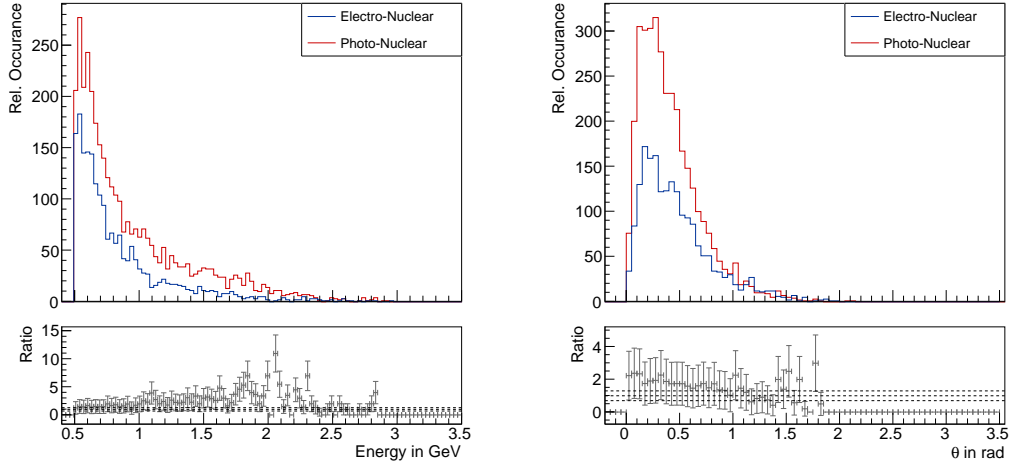 Rel. Occurance
250
200
150
100
50
0
Electro-Nuclear
Photo-Nuclear
Ratio
15
10
5
0
0.5 1 1.5 2 2.5 3 3.5
Energy in GeV
Rel. Occurance
300
250
200
150
100
50
0
Electro-Nuclear
Photo-Nuclear
Ratio
4
2
0
0 0.5 1 1.5 2 2.5 3 3.5
θ in rad